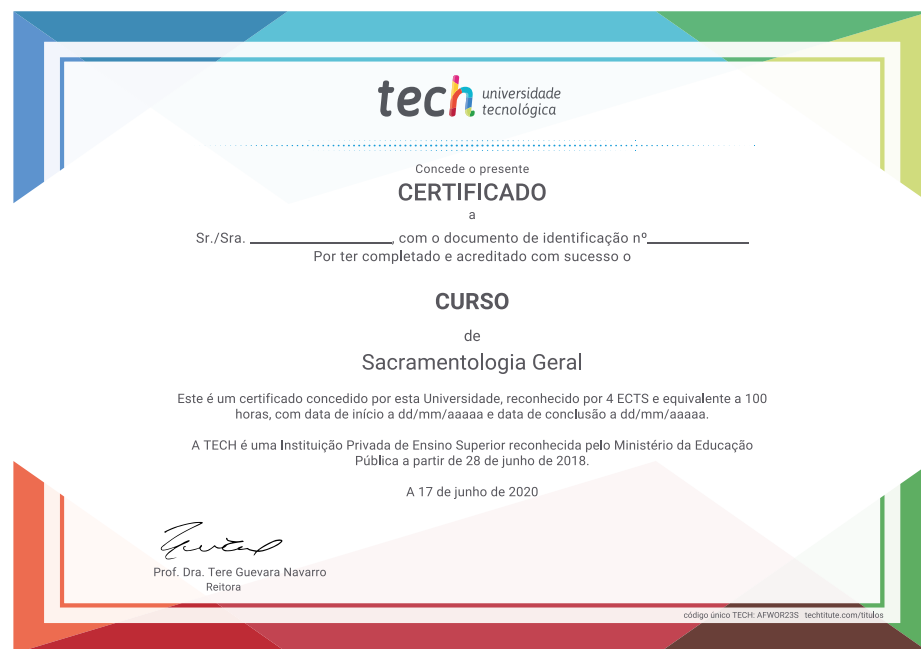 tech universidade
tecnológica
Concede o presente
CERTIFICADO
a
Sr./Sra. ________________, com o documento de identificação nº____________
Por ter completado e acreditado com sucesso o
CURSO
de
Sacramentologia Geral
Este é um certificado concedido por esta Universidade, reconhecido por 4 ECTS e equivalente a 100
horas, com data de início a dd/mm/aaaaa e data de conclusão a dd/mm/aaaaa.
A TECH é uma Instituição Privada de Ensino Superior reconhecida pelo Ministério da Educação
Pública a partir de 28 de junho de 2018.
A 17 de junho de 2020
Prof. Dra. Tere Guevara Navarro
Reitora
código único TECH: AFWOR23S techtitute.com/titulos